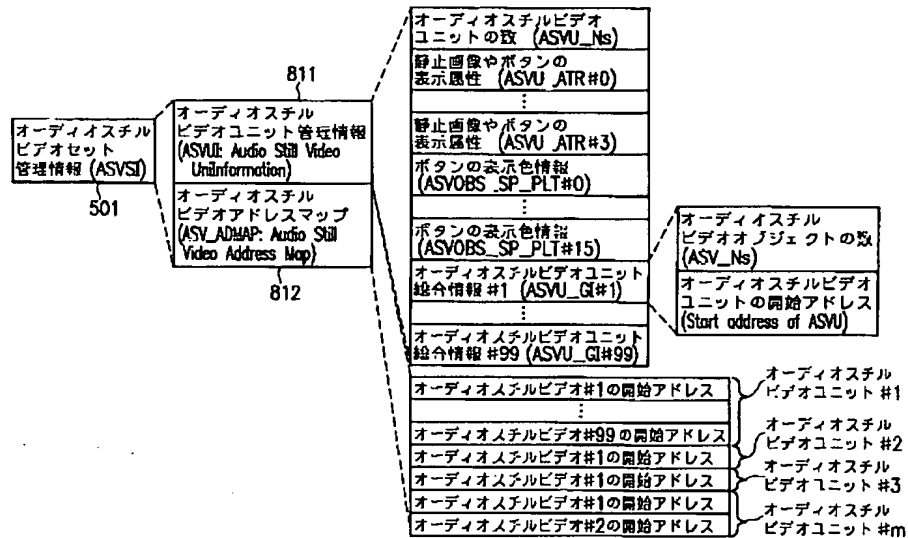 オーディオスチル
ビデオセット
管理情報 (ASVSI)
501
811
オーディオスチル
ビデオユニット管理情報
(ASVUI: Audio Still Video
UniInformation)
オーディオスチル
ビデオアドレスマップ
(ASV_ADMAP: Audio Still
Video Address Map)
812
オーディオスチルビデオ
ユニットの数 (ASVU_Ns)
静止画像やボタンの
表示属性 (ASVU_ATR#0)
⋮
静止画像やボタンの
表示属性 (ASVU_ATR#3)
ボタンの表示色情報
(ASVOBS_SP_PLT#0)
⋮
ボタンの表示色情報
(ASVOBS_SP_PLT#15)
オーディオスチルビデオユニット
総合情報 #1 (ASVU_GI#1)
⋮
オーディオスチルビデオユニット
総合情報 #99 (ASVU_GI#99)
オーディオスチル
ビデオオブジェクトの数
(ASV_Ns)
オーディオスチルビデオ
ユニットの開始アドレス
(Start address of ASVU)
オーディオスチルビデオ#1の開始アドレス
⋮
オーディオスチルビデオ#99の開始アドレス
オーディオスチルビデオ#1の開始アドレス
オーディオスチルビデオ#1の開始アドレス
オーディオスチルビデオ#1の開始アドレス
オーディオスチルビデオ#2の開始アドレス
オーディオスチル
ビデオユニット #1
オーディオスチル
ビデオユニット #2
オーディオスチル
ビデオユニット #3
オーディオスチル
ビデオユニット #m